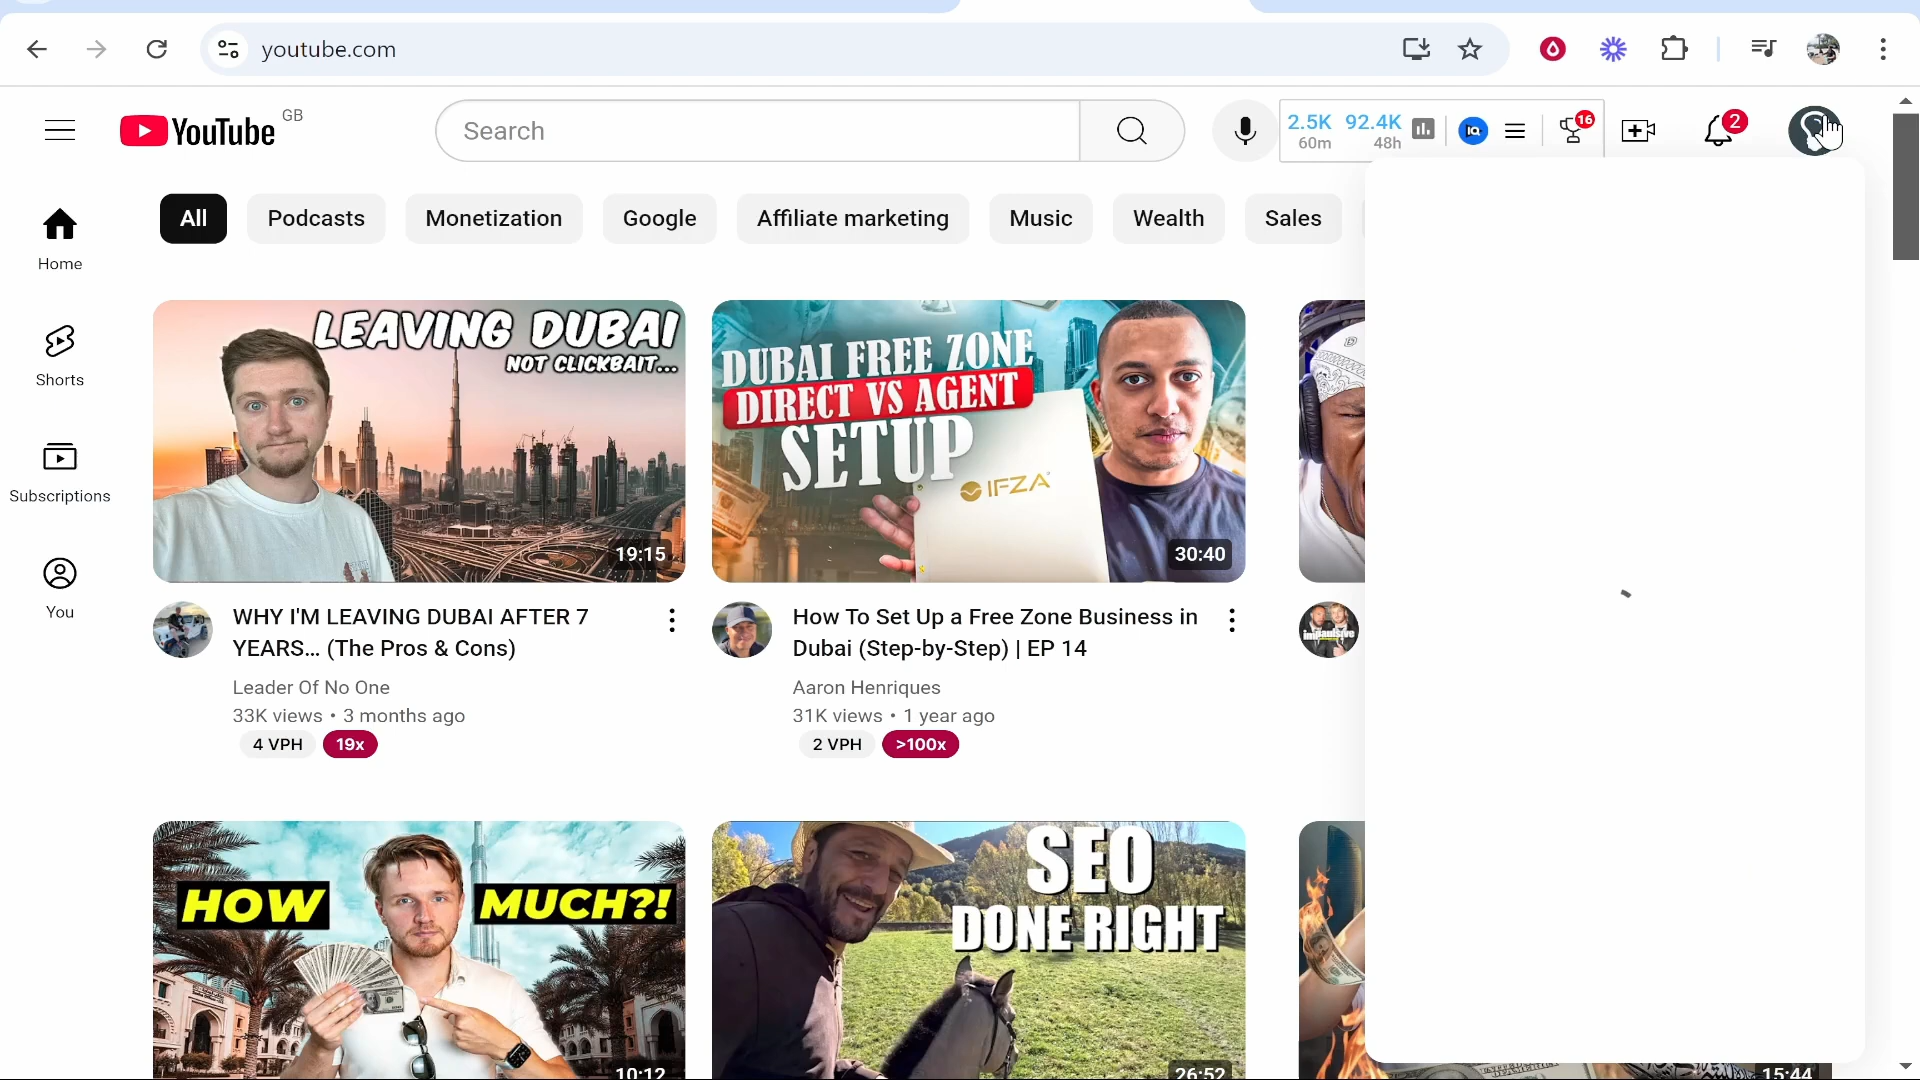 youtube.com
YouTube GB
Search
2.5K 92.4K
60m 48h
IQ
16
2
All Podcasts Monetization Google Affiliate marketing Music Wealth Sales
Home
Shorts
Subscriptions
You
LEAVING DUBAI
NOT CLICKBAIT...
19:15
WHY I'M LEAVING DUBAI AFTER 7
YEARS... (The Pros & Cons)
Leader Of No One
33K views • 3 months ago
4 VPH 19x
DUBAI FREE ZONE
DIRECT VS AGENT
SETUP
IFZA
30:40
How To Set Up a Free Zone Business in
Dubai (Step-by-Step) | EP 14
Aaron Henriques
31K views • 1 year ago
2 VPH >100x
impaulsive
HOW MUCH?!
10:12
SEO
DONE RIGHT
26:52
15:44